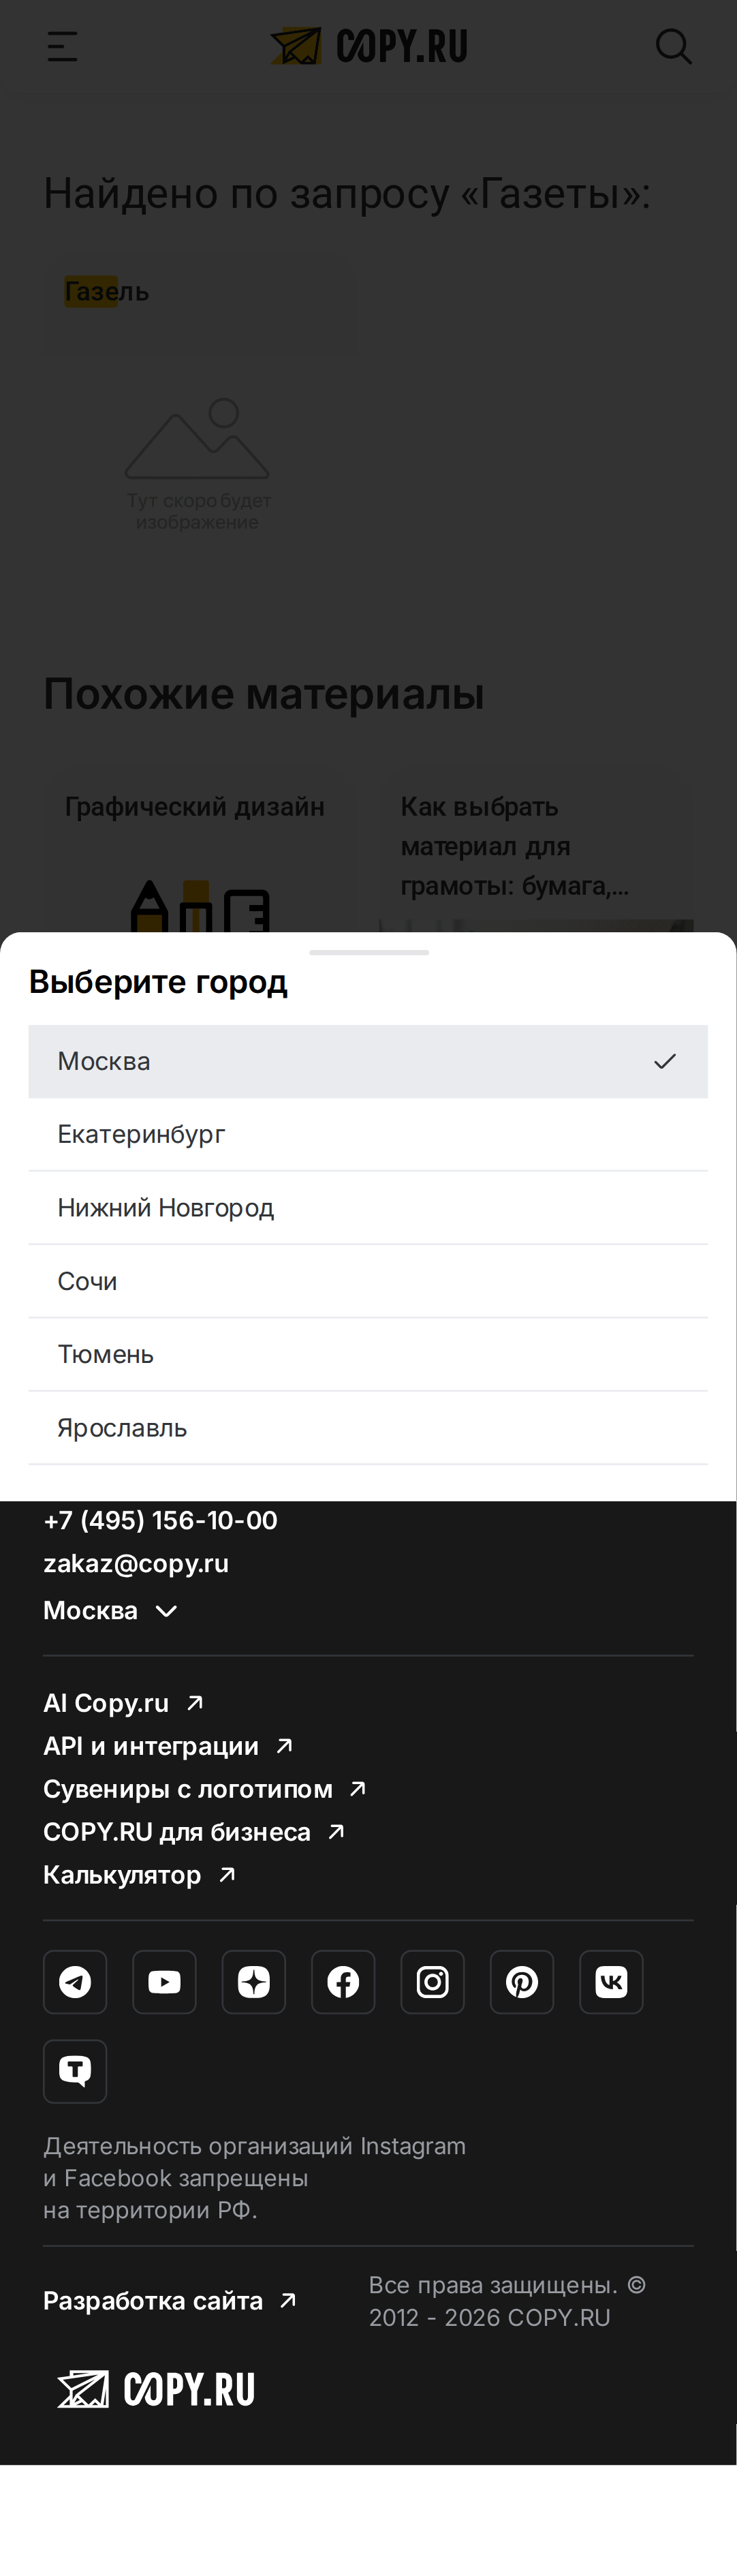 COPY.RU
Найдено по запросу «Газеты»:
Газель
Тут скоро будет
изображение
Похожие материалы
Графический дизайн
Как выбрать
материал для
грамоты: бумага,...
Выберите город
Москва
Екатеринбург
Нижний Новгород
Сочи
Тюмень
Ярославль
+7 (495) 156-10-00
zakaz@copy.ru
Москва
AI Copy.ru
API и интеграции
Сувениры с логотипом
COPY.RU для бизнеса
Калькулятор
Деятельность организаций Instagram
и Facebook запрещены
на территории РФ.
Разработка сайта
Все права защищены. ©
2012 - 2026 COPY.RU
COPY.RU